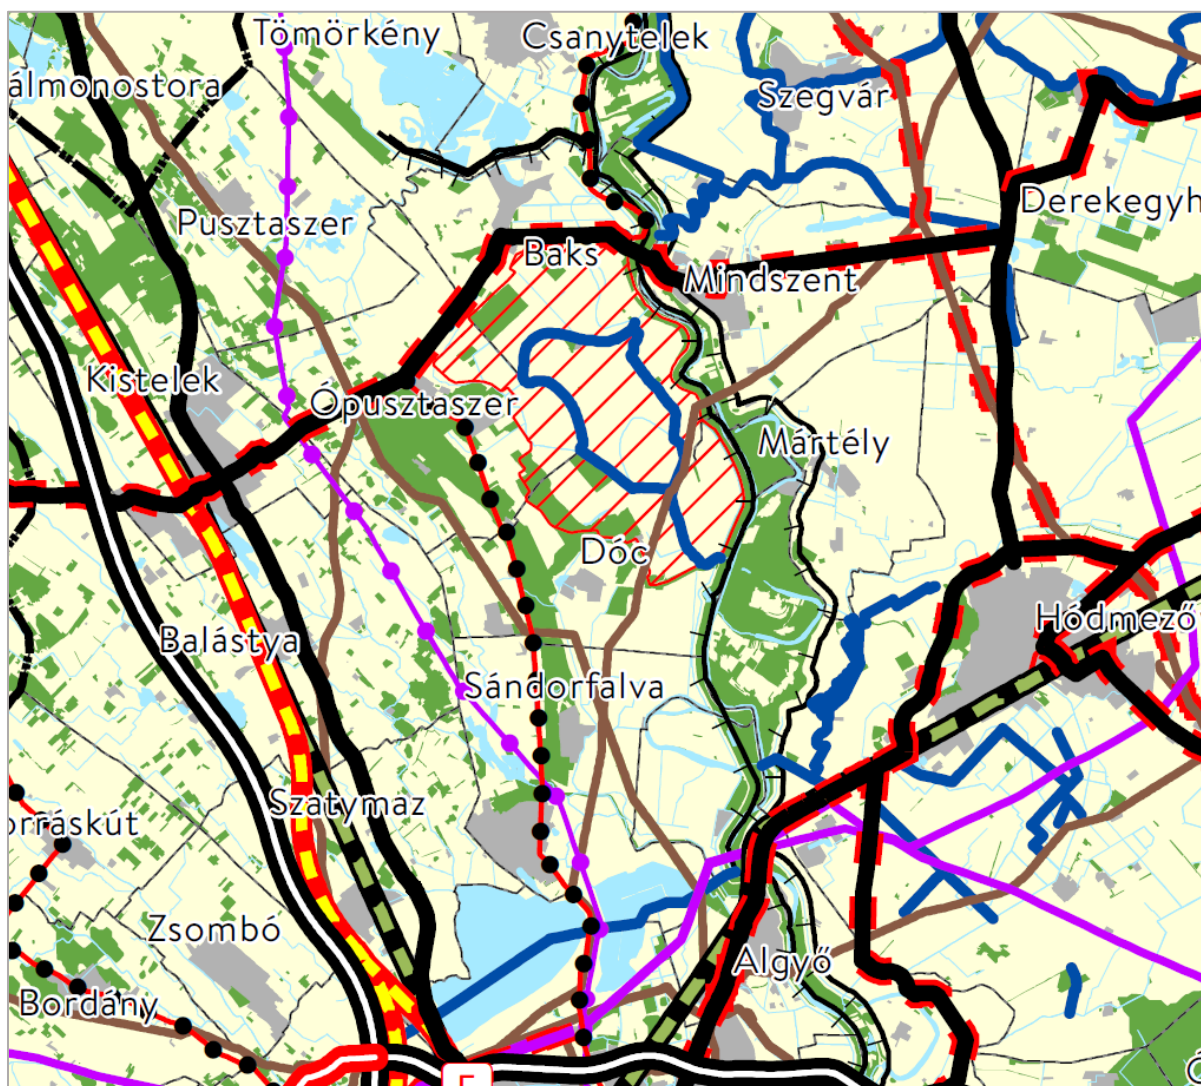 Tömörkény
Csanytelek
álmonostora
Szegvár
Derekegyh
Pusztaszer
Baks
Mindszent
Kistelek
Ópusztaszer
Mártély
Dóc
Hódmező
Balástya
Sándorfalva
Szatymaz
orráskút
Zsombó
Algyő
Bordány